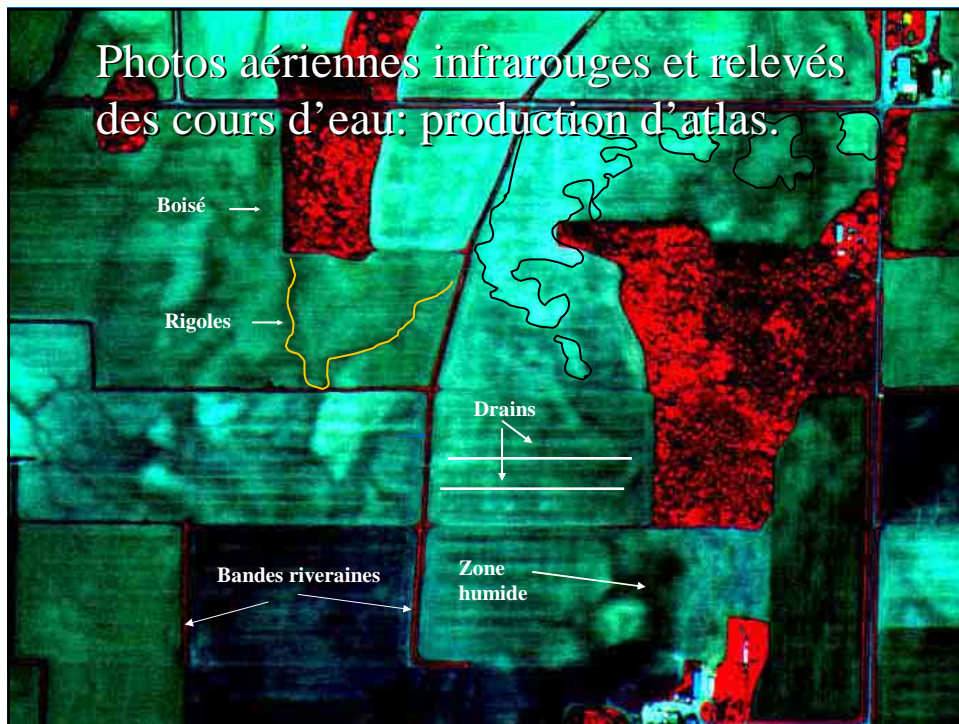 Photos aériennes infrarouges et relevés
des cours d'eau: production d'atlas.
Boisé
Rigoles
Drains
Bandes riveraines
Zone
humide